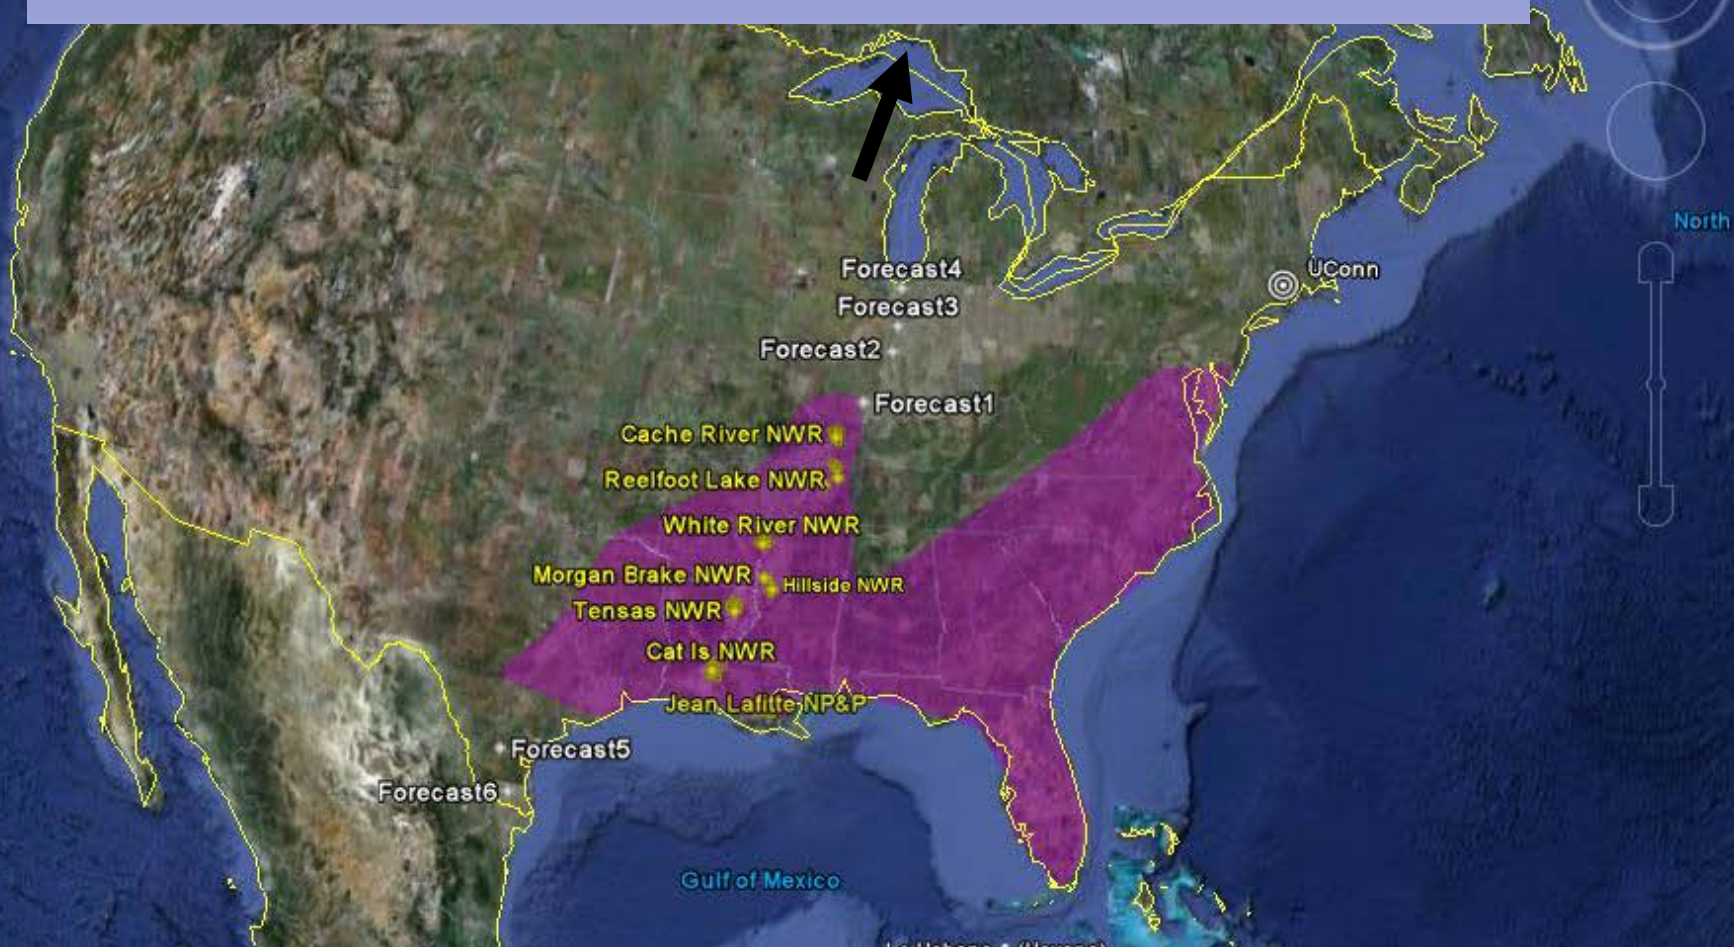 North
UConn
Forecast4
Forecast3
Forecast2
Forecast1
Cache River NWR
Reelfoot Lake NWR
White River NWR
Morgan Brake NWR
Hillside NWR
Tensas NWR
Cat Is NWR
Jean Lafitte NP&P
Forecast5
Forecast6
Gulf of Mexico